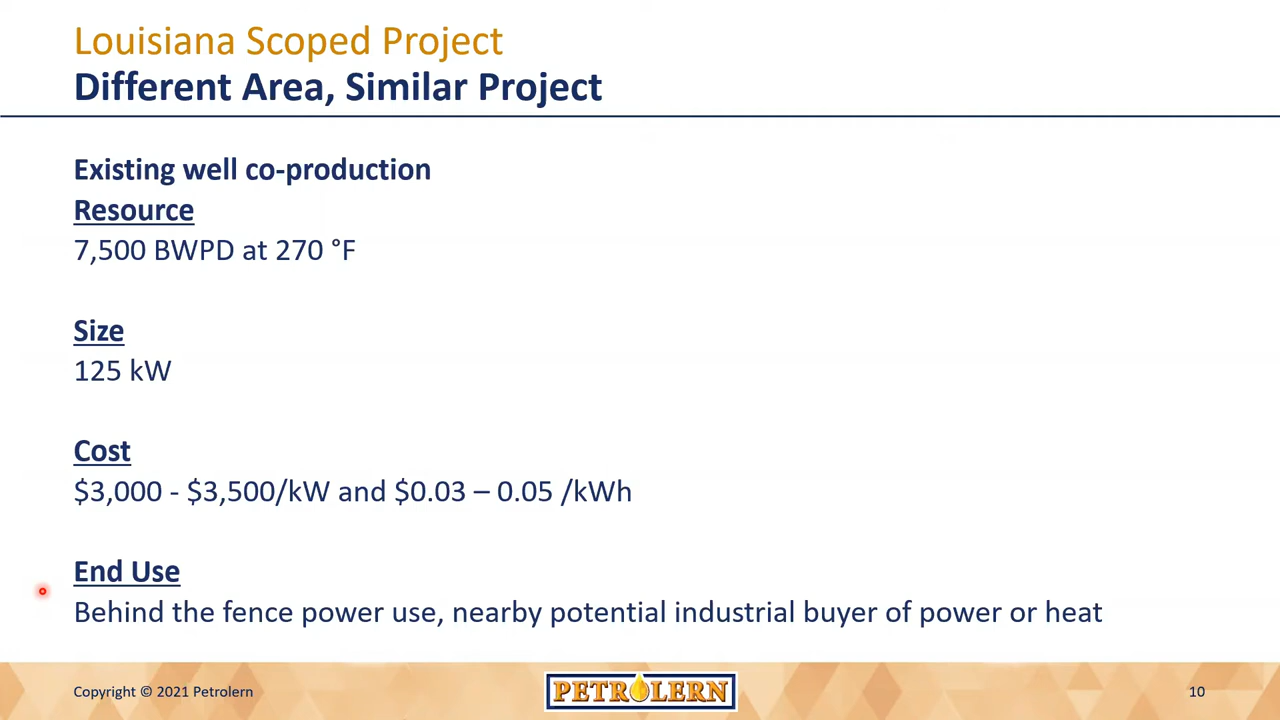 Louisiana Scoped Project
Different Area, Similar Project
Existing well co-production
Resource
7,500 BWPD at 270 °F
Size
125 kW
Cost
$3,000 - $3,500/kW and $0.03 – 0.05 /kWh
End Use
Behind the fence power use, nearby potential industrial buyer of power or heat
Copyright © 2021 Petrolern
PETROLERN
10